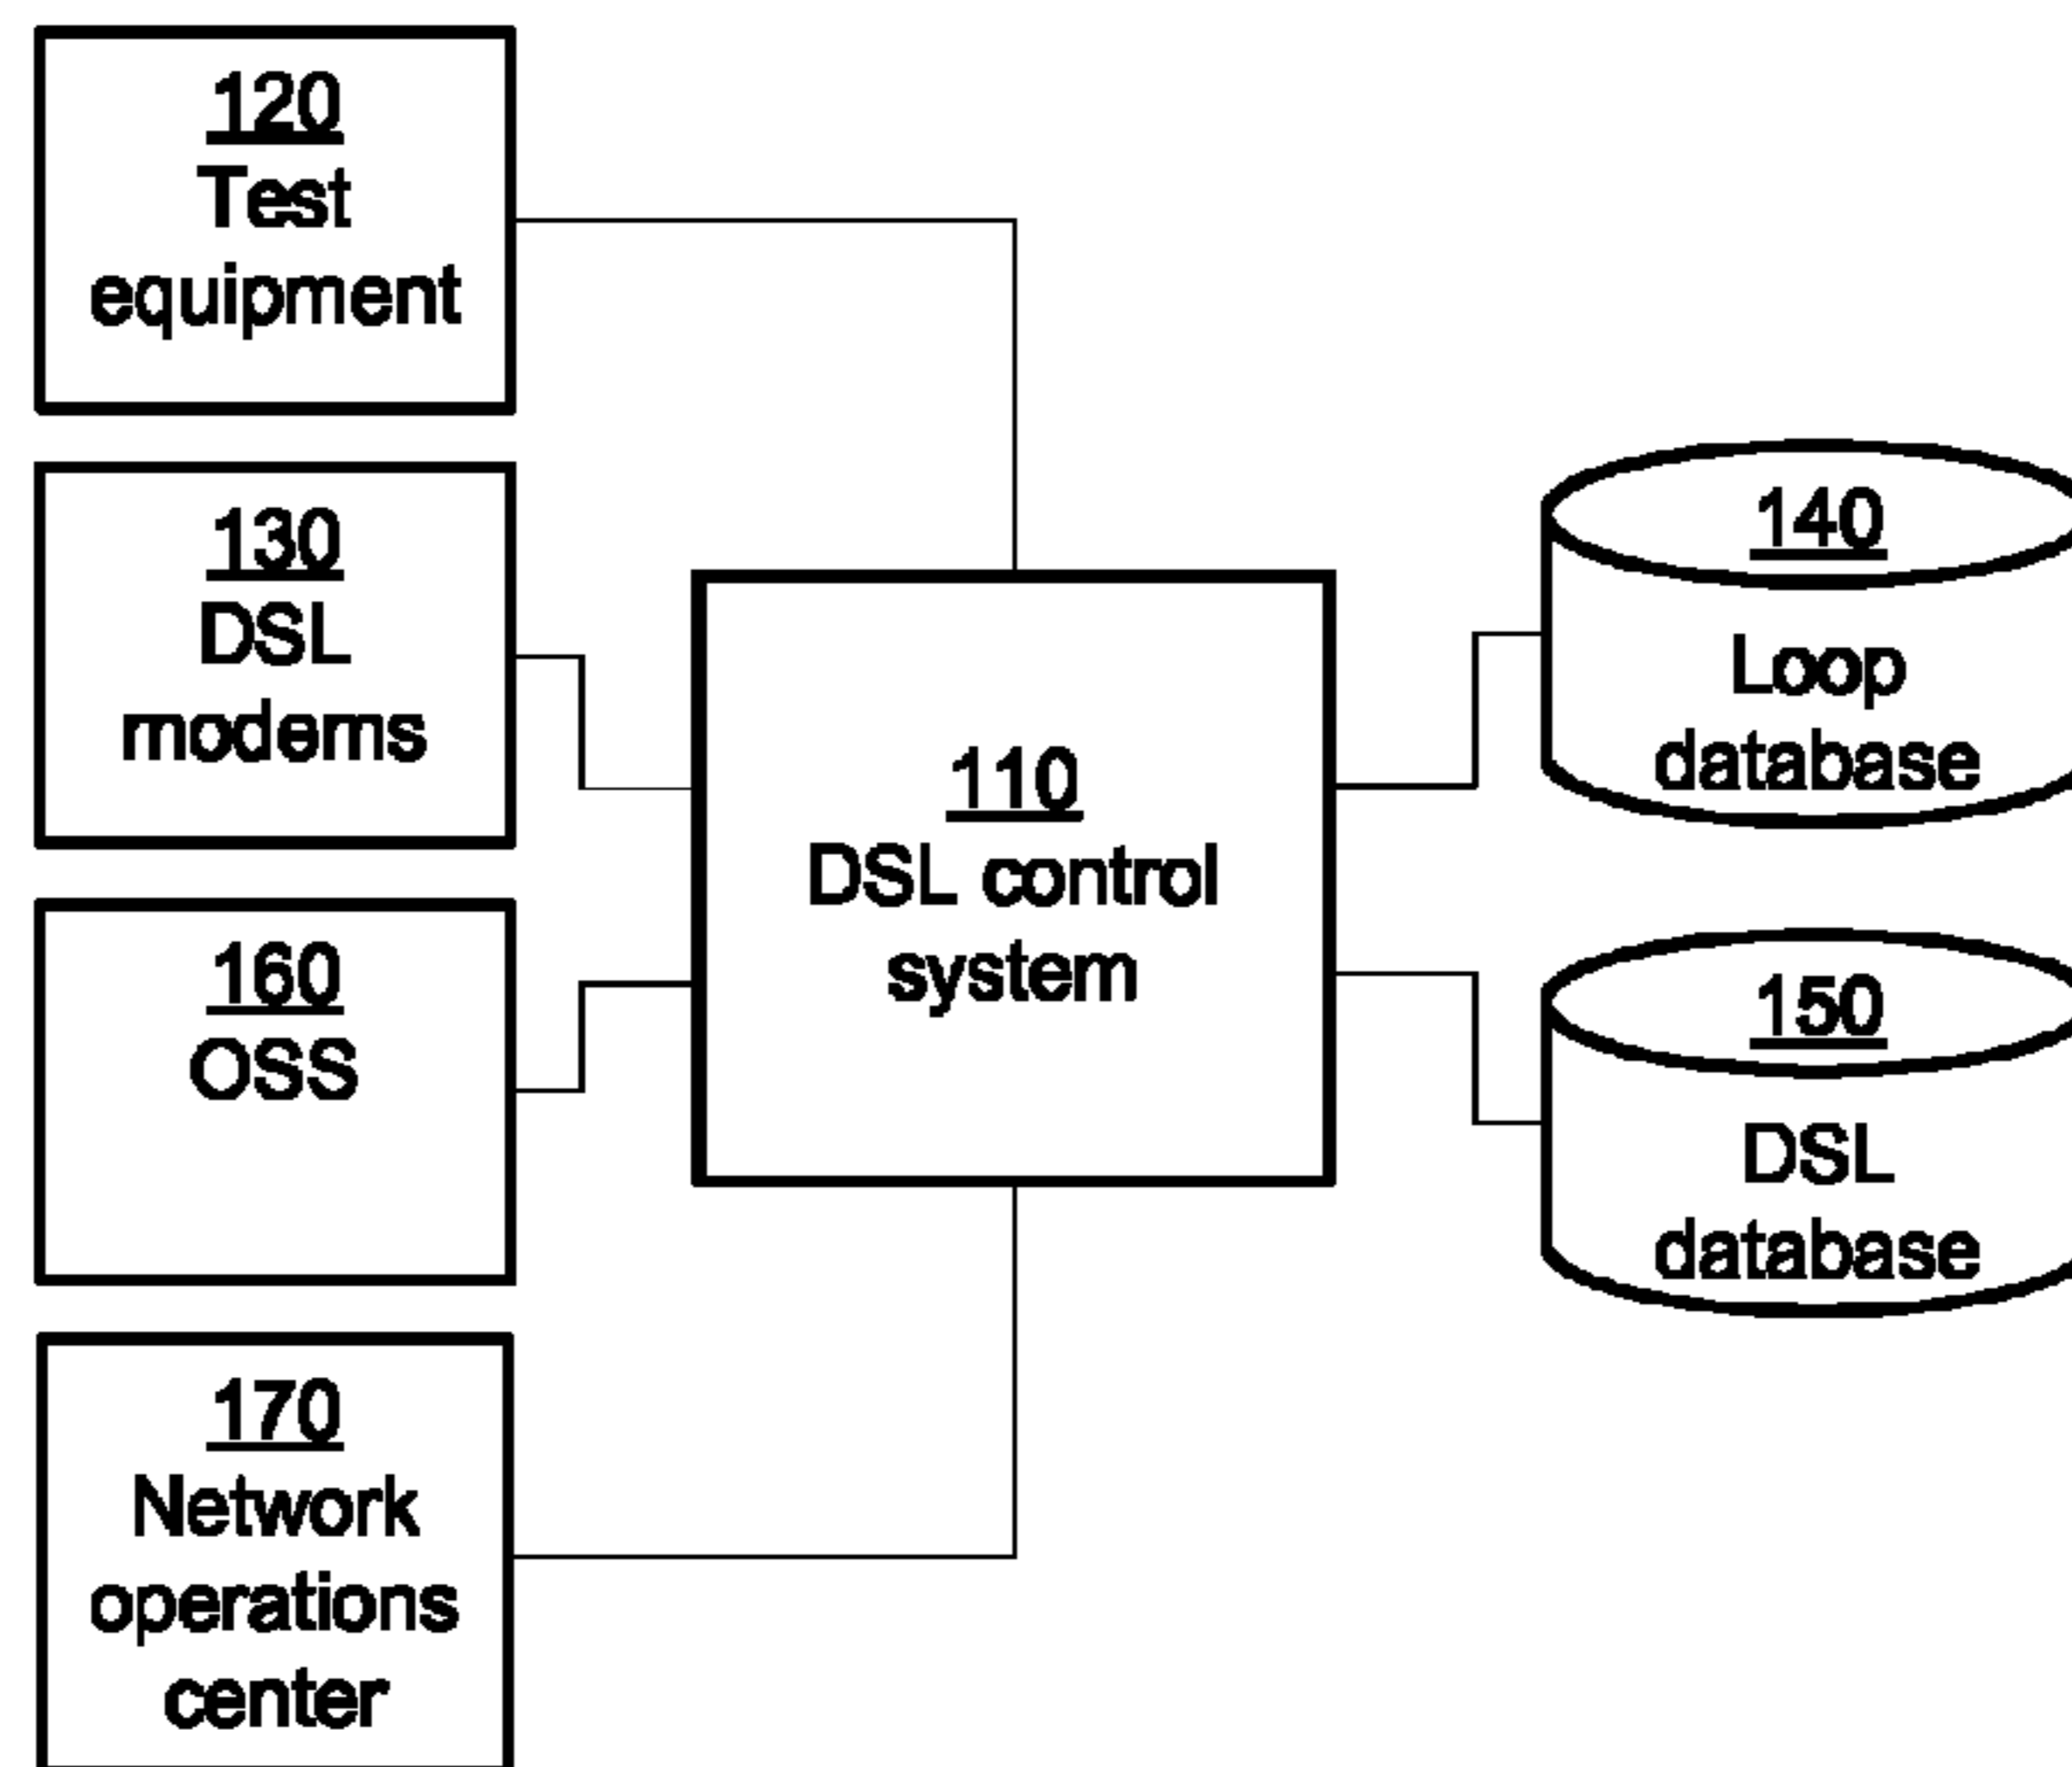 120
Test
equipment
130
DSL
modems
160
OSS
170
Network
operations
center
110
DSL control
system
140
Loop
database
150
DSL
database